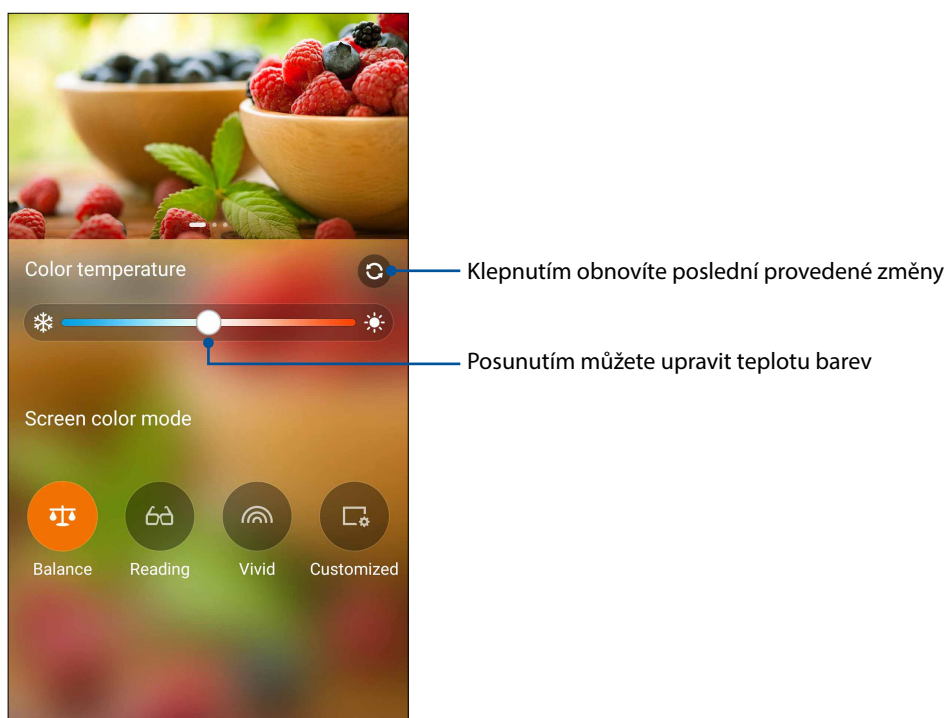 Color temperature
Klepnutím obnovíte poslední provedené změny
Posunutím můžete upravit teplotu barev
Screen color mode
Balance Reading Vivid Customized